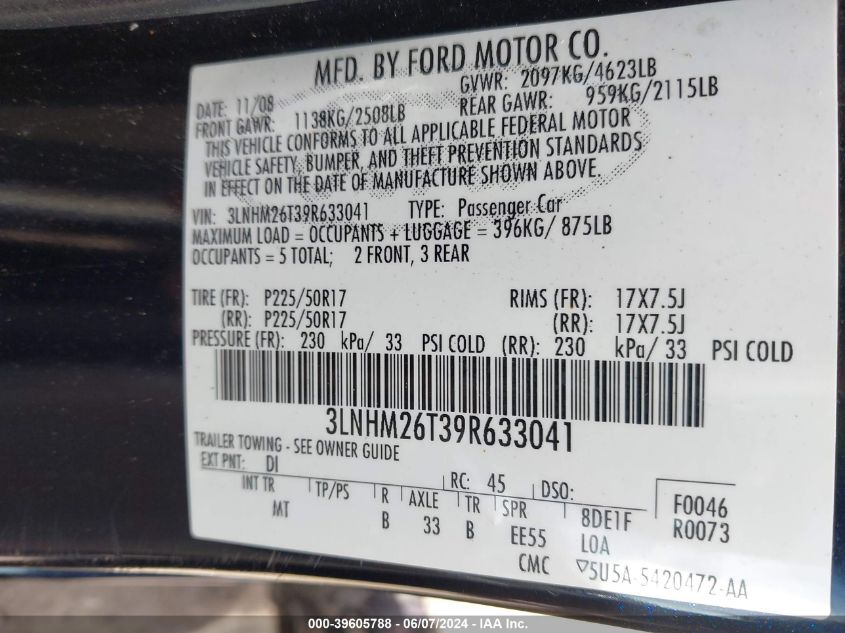 MFD. BY FORD MOTOR CO.
DATE: 11/08 GVWR: 2097KG/4623LB
FRONT GAWR: 1138KG/2508LB REAR GAWR: 959KG/2115LB
THIS VEHICLE CONFORMS TO ALL APPLICABLE FEDERAL MOTOR
VEHICLE SAFETY, BUMPER, AND THEFT PREVENTION STANDARDS
IN EFFECT ON THE DATE OF MANUFACTURE SHOWN ABOVE.
VIN: 3LNHM26T39R633041 TYPE: Passenger Car
MAXIMUM LOAD = OCCUPANTS + LUGGAGE = 396KG/ 875LB
OCCUPANTS = 5 TOTAL; 2 FRONT, 3 REAR
TIRE (FR): P225/50R17 RIMS (FR): 17X7.5J
(RR): P225/50R17 (RR): 17X7.5J
PRESSURE (FR): 230 kPa/ 33 PSI COLD (RR): 230 kPa/ 33 PSI COLD
3LNHM26T39R633041
TRAILER TOWING - SEE OWNER GUIDE
EXT PNT: DI RC: 45 DSO: F0046
INT TR TP/PS R AXLE TR SPR 8DE1F R0073
MT B 33 B EE55 LOA
CMC ▽5U5A-5420472-AA
000-39605788 - 06/07/2024 - IAA Inc.